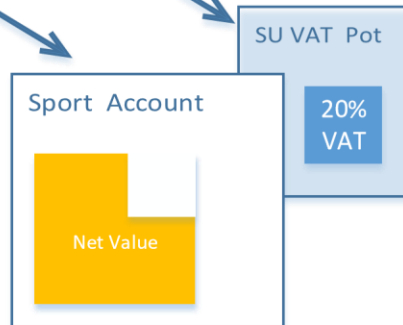 SU VAT Pot
20%
VAT
Sport Account
Net Value